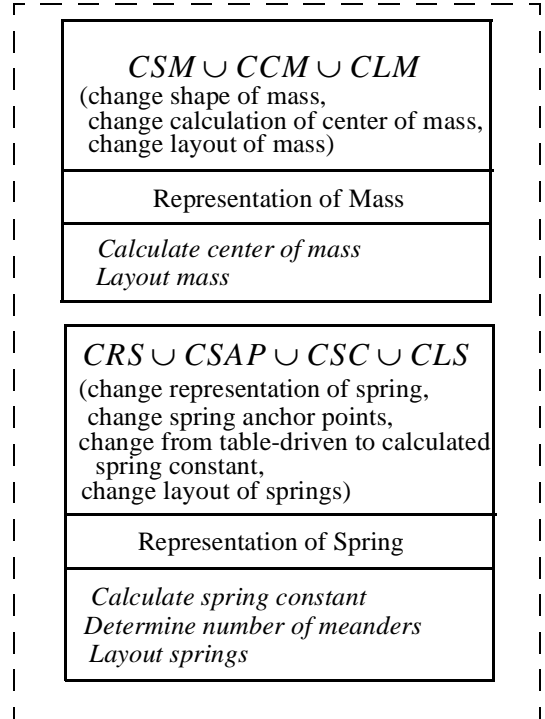 CSM ∪ CCM ∪ CLM
(change shape of mass,
change calculation of center of mass,
change layout of mass)
Representation of Mass
Calculate center of mass
Layout mass
CRS ∪ CSAP ∪ CSC ∪ CLS
(change representation of spring,
change spring anchor points,
change from table-driven to calculated
spring constant,
change layout of springs)
Representation of Spring
Calculate spring constant
Determine number of meanders
Layout springs